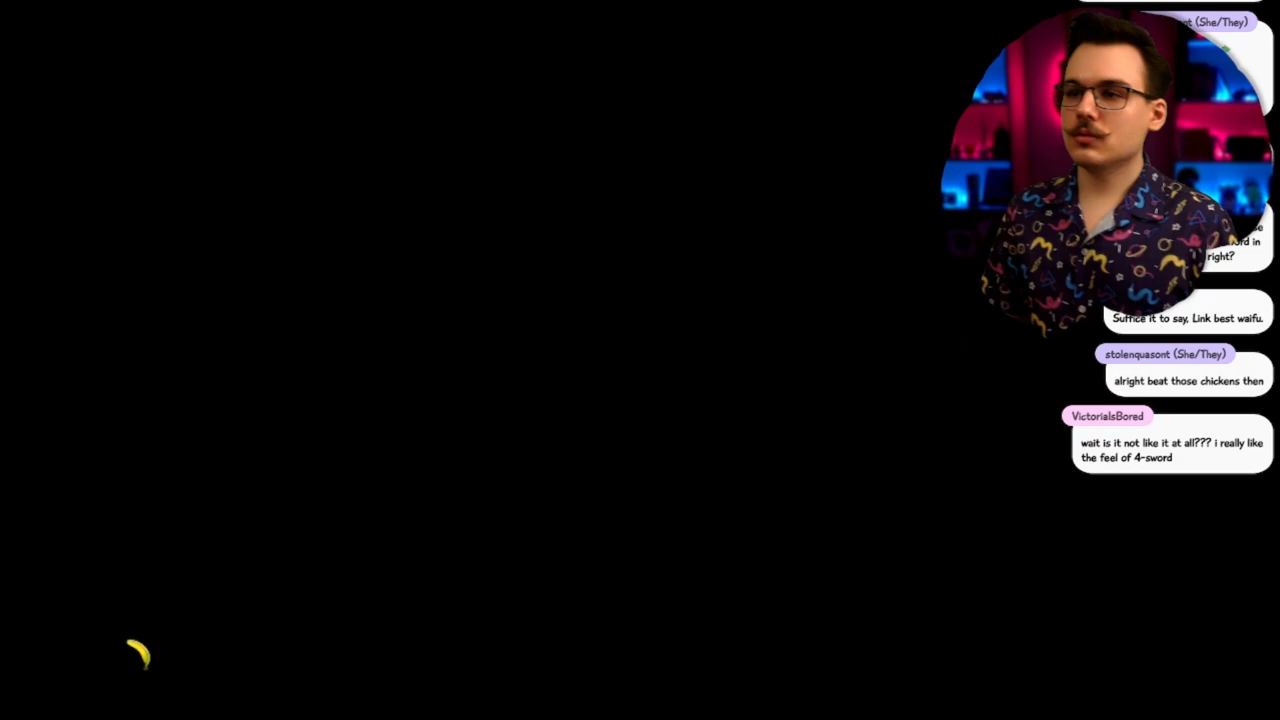 (She/They)
in
right?
Suffice it to say, Link best waifu.
stolenquasont (She/They)
alright beat those chickens then
VictoriaIsBored
wait is it not like it at all??? i really like
the feel of 4-sword